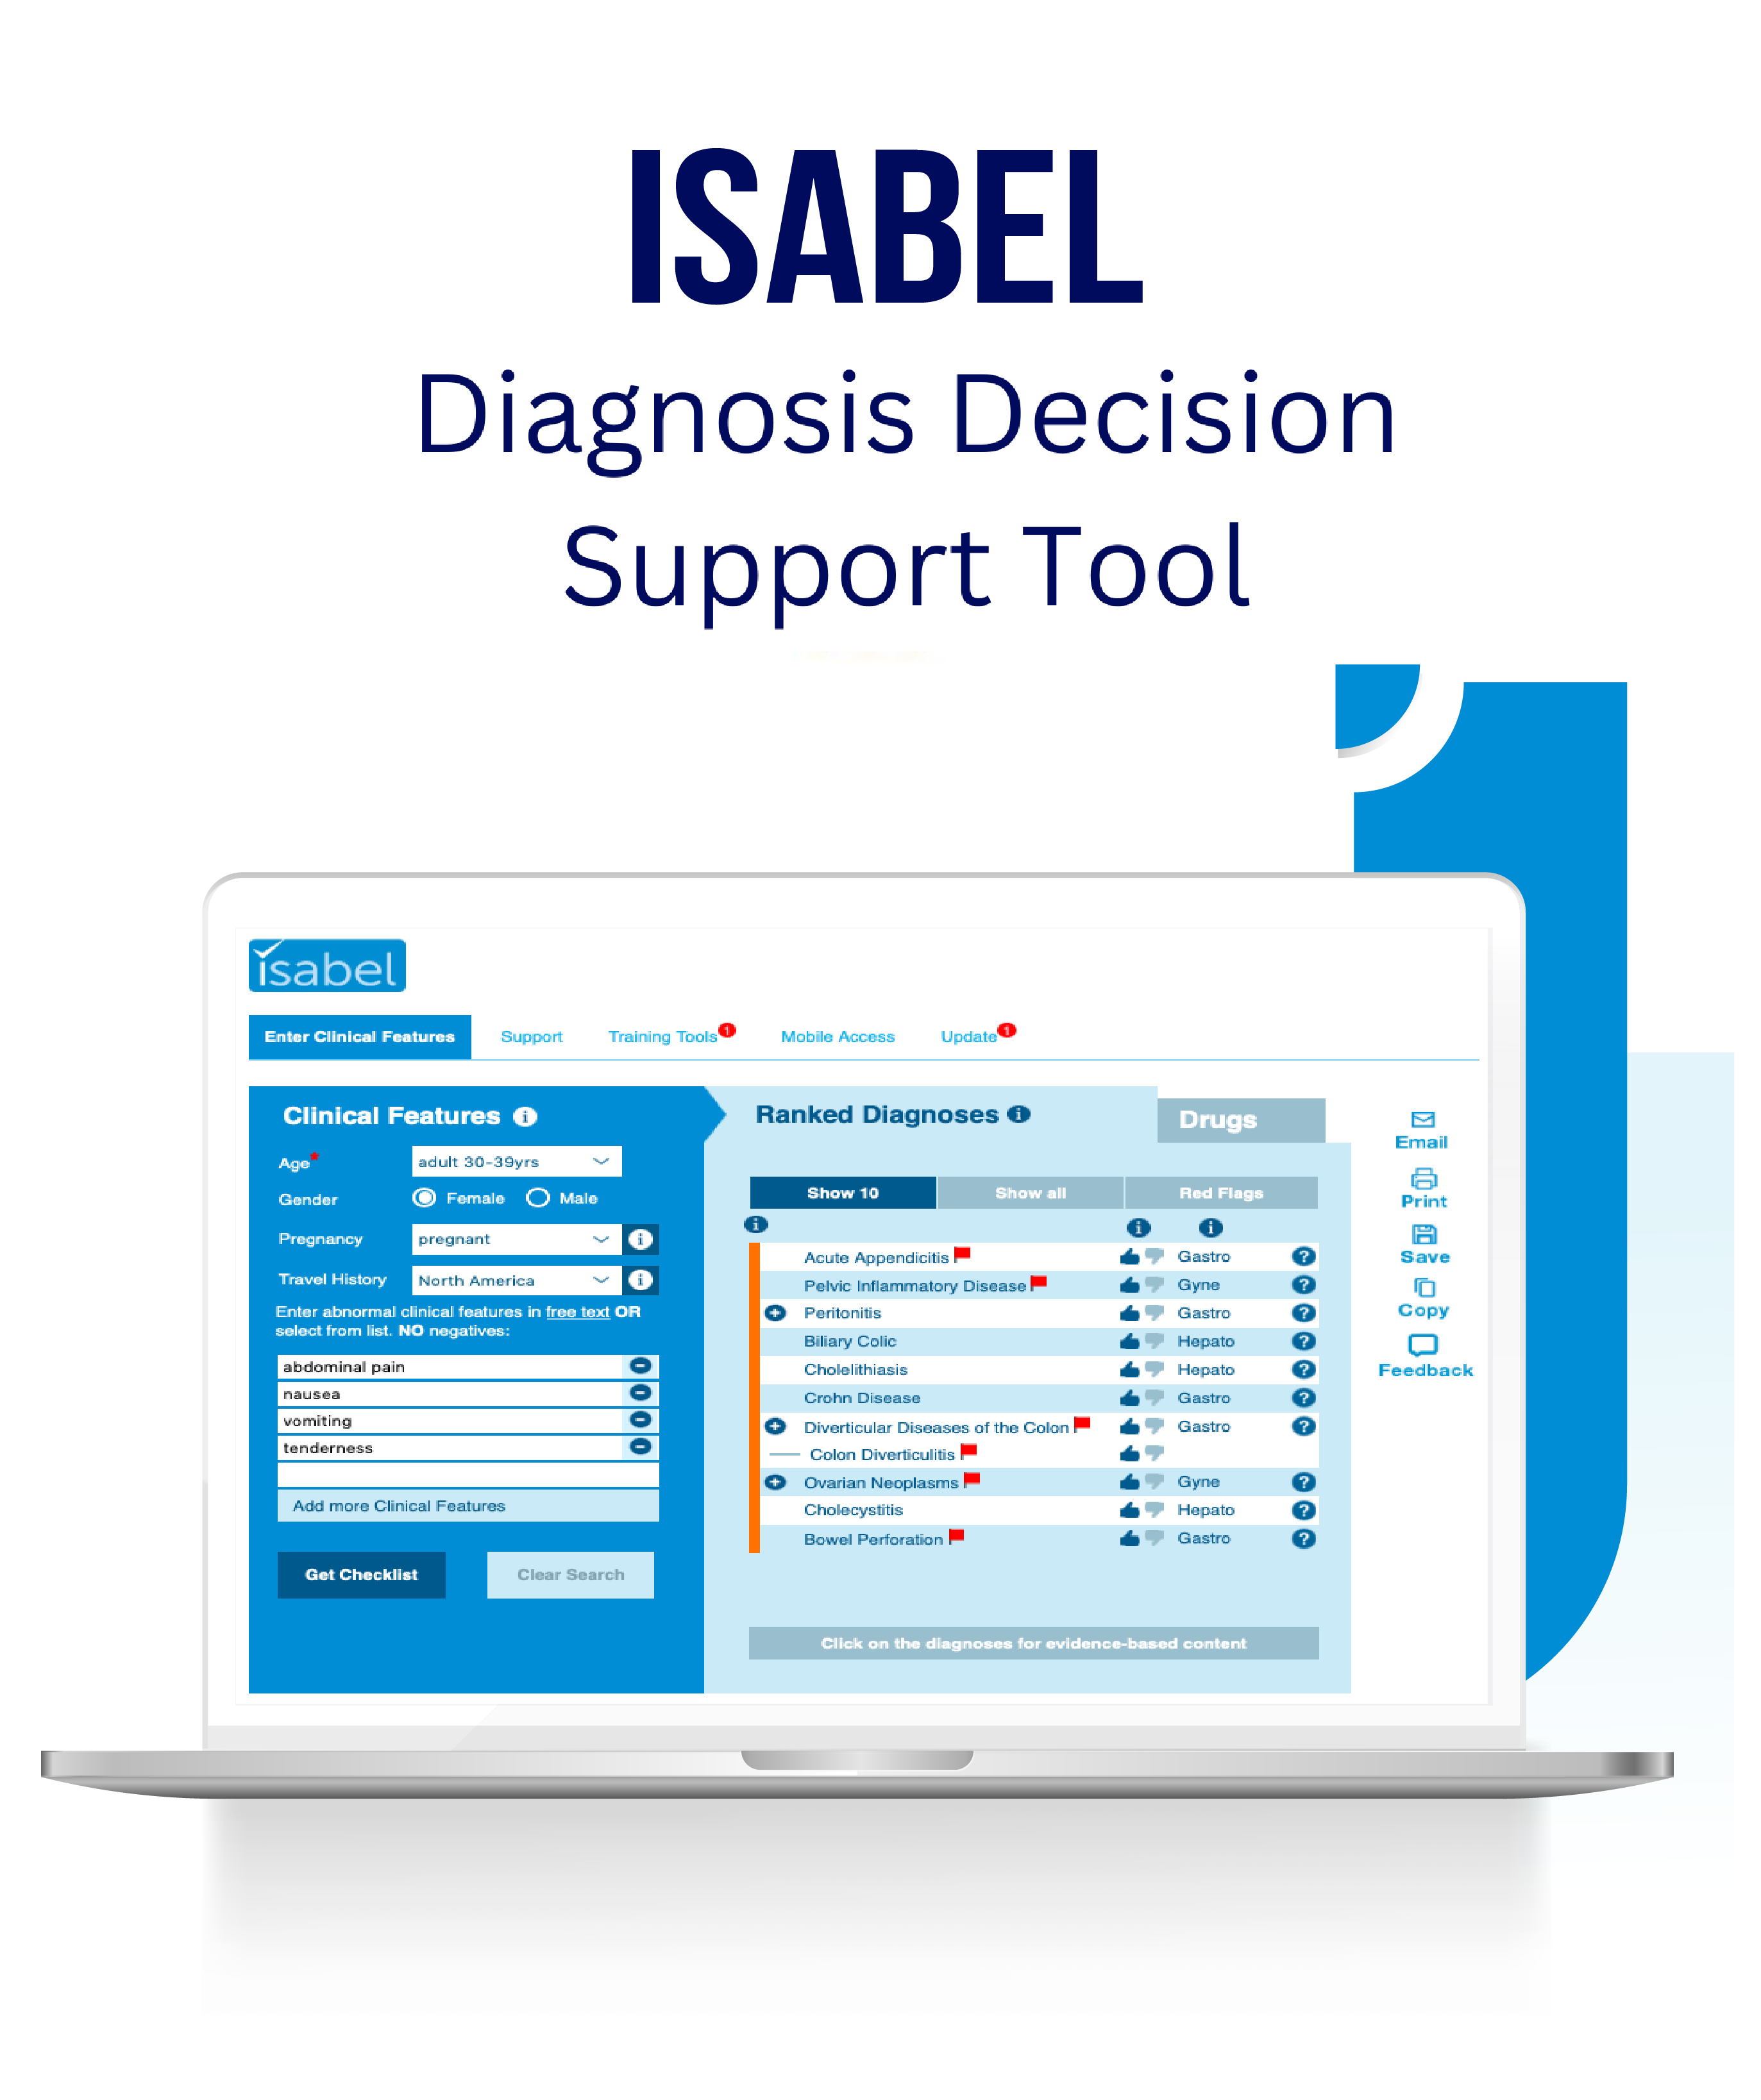 ISABEL
Diagnosis Decision
Support Tool
isabel
Enter Clinical Features Support Training Tools 1 Mobile Access Update 1
Clinical Features i
Age* adult 30-39yrs
Gender Female Male
Pregnancy pregnant i
Travel History North America i
Enter abnormal clinical features in free text OR
select from list. NO negatives:
abdominal pain
nausea
vomiting
tenderness
Add more Clinical Features
Get Checklist Clear Search
Ranked Diagnoses i Drugs
Show 10 Show all Red Flags
i i i
Acute Appendicitis Gastro ?
Pelvic Inflammatory Disease Gyne ?
Peritonitis Gastro ?
Biliary Colic Hepato ?
Cholelithiasis Hepato ?
Crohn Disease Gastro ?
Diverticular Diseases of the Colon Gastro ?
Colon Diverticulitis
Ovarian Neoplasms Gyne ?
Cholecystitis Hepato ?
Bowel Perforation Gastro ?
Click on the diagnoses for evidence-based content
Email
Print
Save
Copy
Feedback